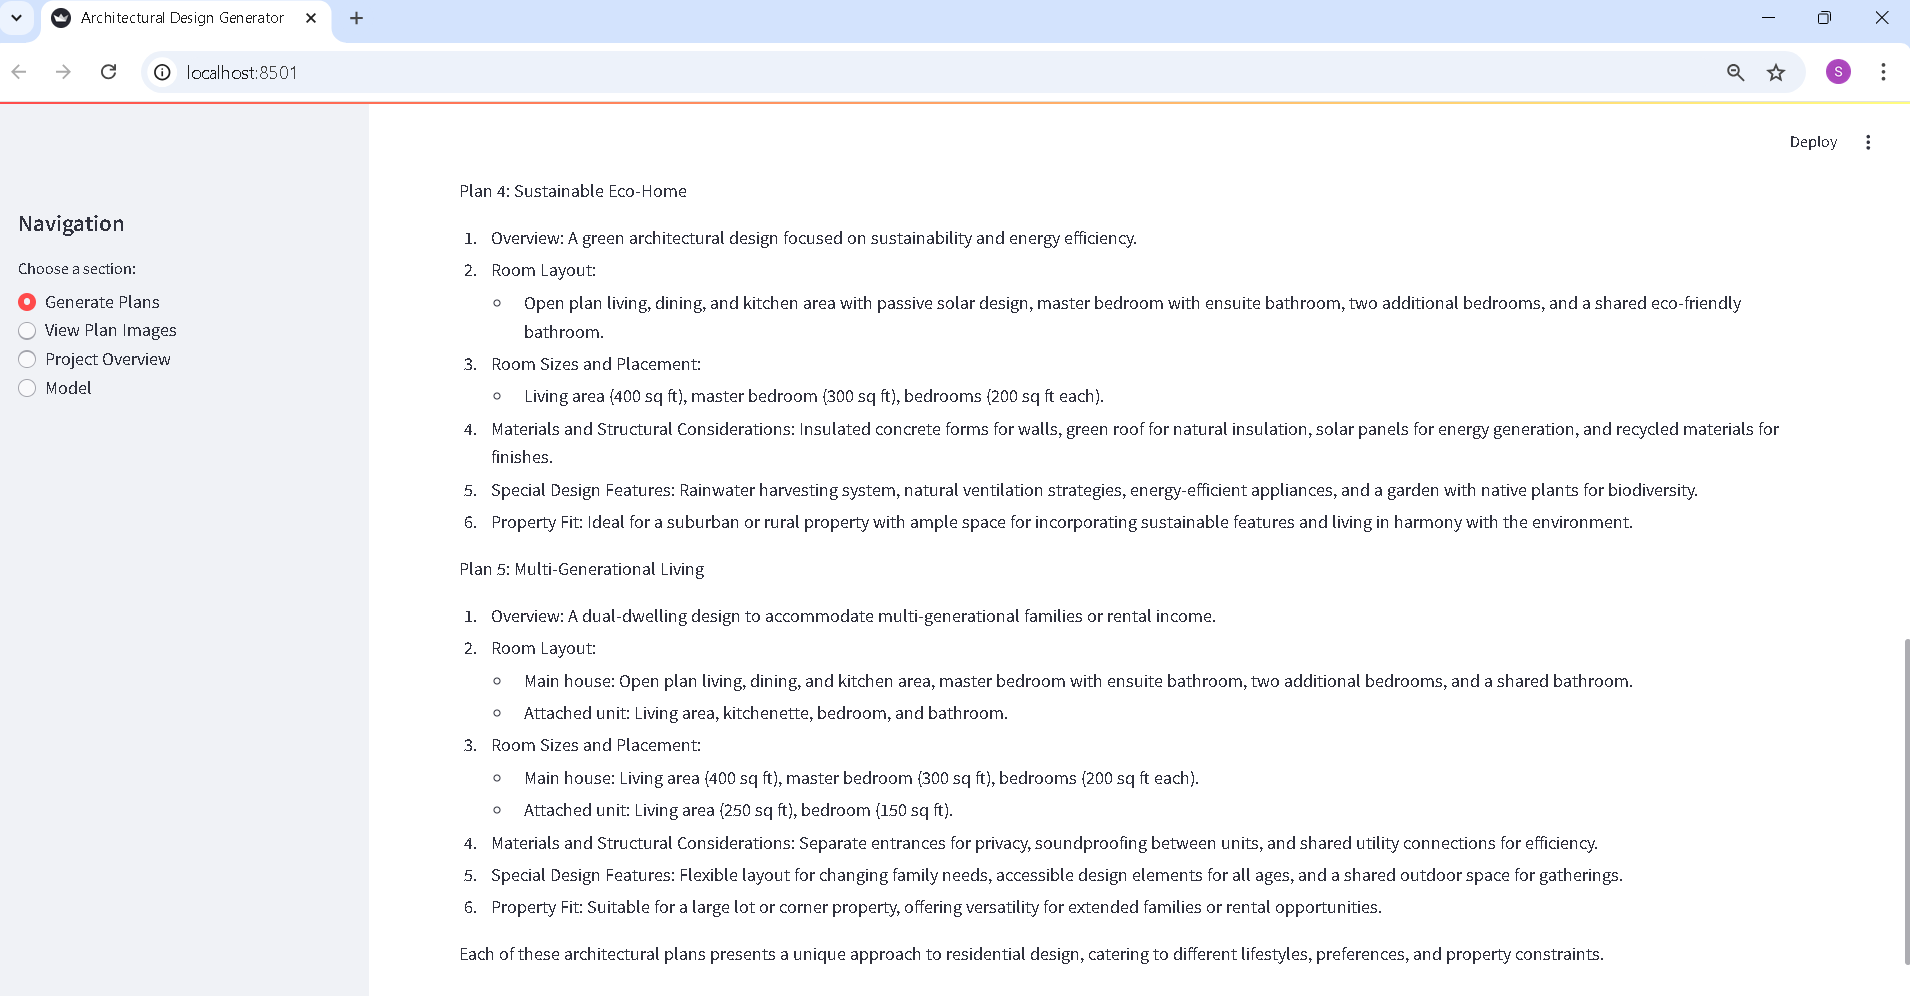 Architectural Design Generator
localhost:8501
S
Deploy
Navigation
Choose a section:
Generate Plans
View Plan Images
Project Overview
Model
Plan 4: Sustainable Eco-Home
1. Overview: A green architectural design focused on sustainability and energy efficiency.
2. Room Layout:
Open plan living, dining, and kitchen area with passive solar design, master bedroom with ensuite bathroom, two additional bedrooms, and a shared eco-friendly
bathroom.
3. Room Sizes and Placement:
Living area (400 sq ft), master bedroom (300 sq ft), bedrooms (200 sq ft each).
4. Materials and Structural Considerations: Insulated concrete forms for walls, green roof for natural insulation, solar panels for energy generation, and recycled materials for
finishes.
5. Special Design Features: Rainwater harvesting system, natural ventilation strategies, energy-efficient appliances, and a garden with native plants for biodiversity.
6. Property Fit: Ideal for a suburban or rural property with ample space for incorporating sustainable features and living in harmony with the environment.
Plan 5: Multi-Generational Living
1. Overview: A dual-dwelling design to accommodate multi-generational families or rental income.
2. Room Layout:
Main house: Open plan living, dining, and kitchen area, master bedroom with ensuite bathroom, two additional bedrooms, and a shared bathroom.
Attached unit: Living area, kitchenette, bedroom, and bathroom.
3. Room Sizes and Placement:
Main house: Living area (400 sq ft), master bedroom (300 sq ft), bedrooms (200 sq ft each).
Attached unit: Living area (250 sq ft), bedroom (150 sq ft).
4. Materials and Structural Considerations: Separate entrances for privacy, soundproofing between units, and shared utility connections for efficiency.
5. Special Design Features: Flexible layout for changing family needs, accessible design elements for all ages, and a shared outdoor space for gatherings.
6. Property Fit: Suitable for a large lot or corner property, offering versatility for extended families or rental opportunities.
Each of these architectural plans presents a unique approach to residential design, catering to different lifestyles, preferences, and property constraints.